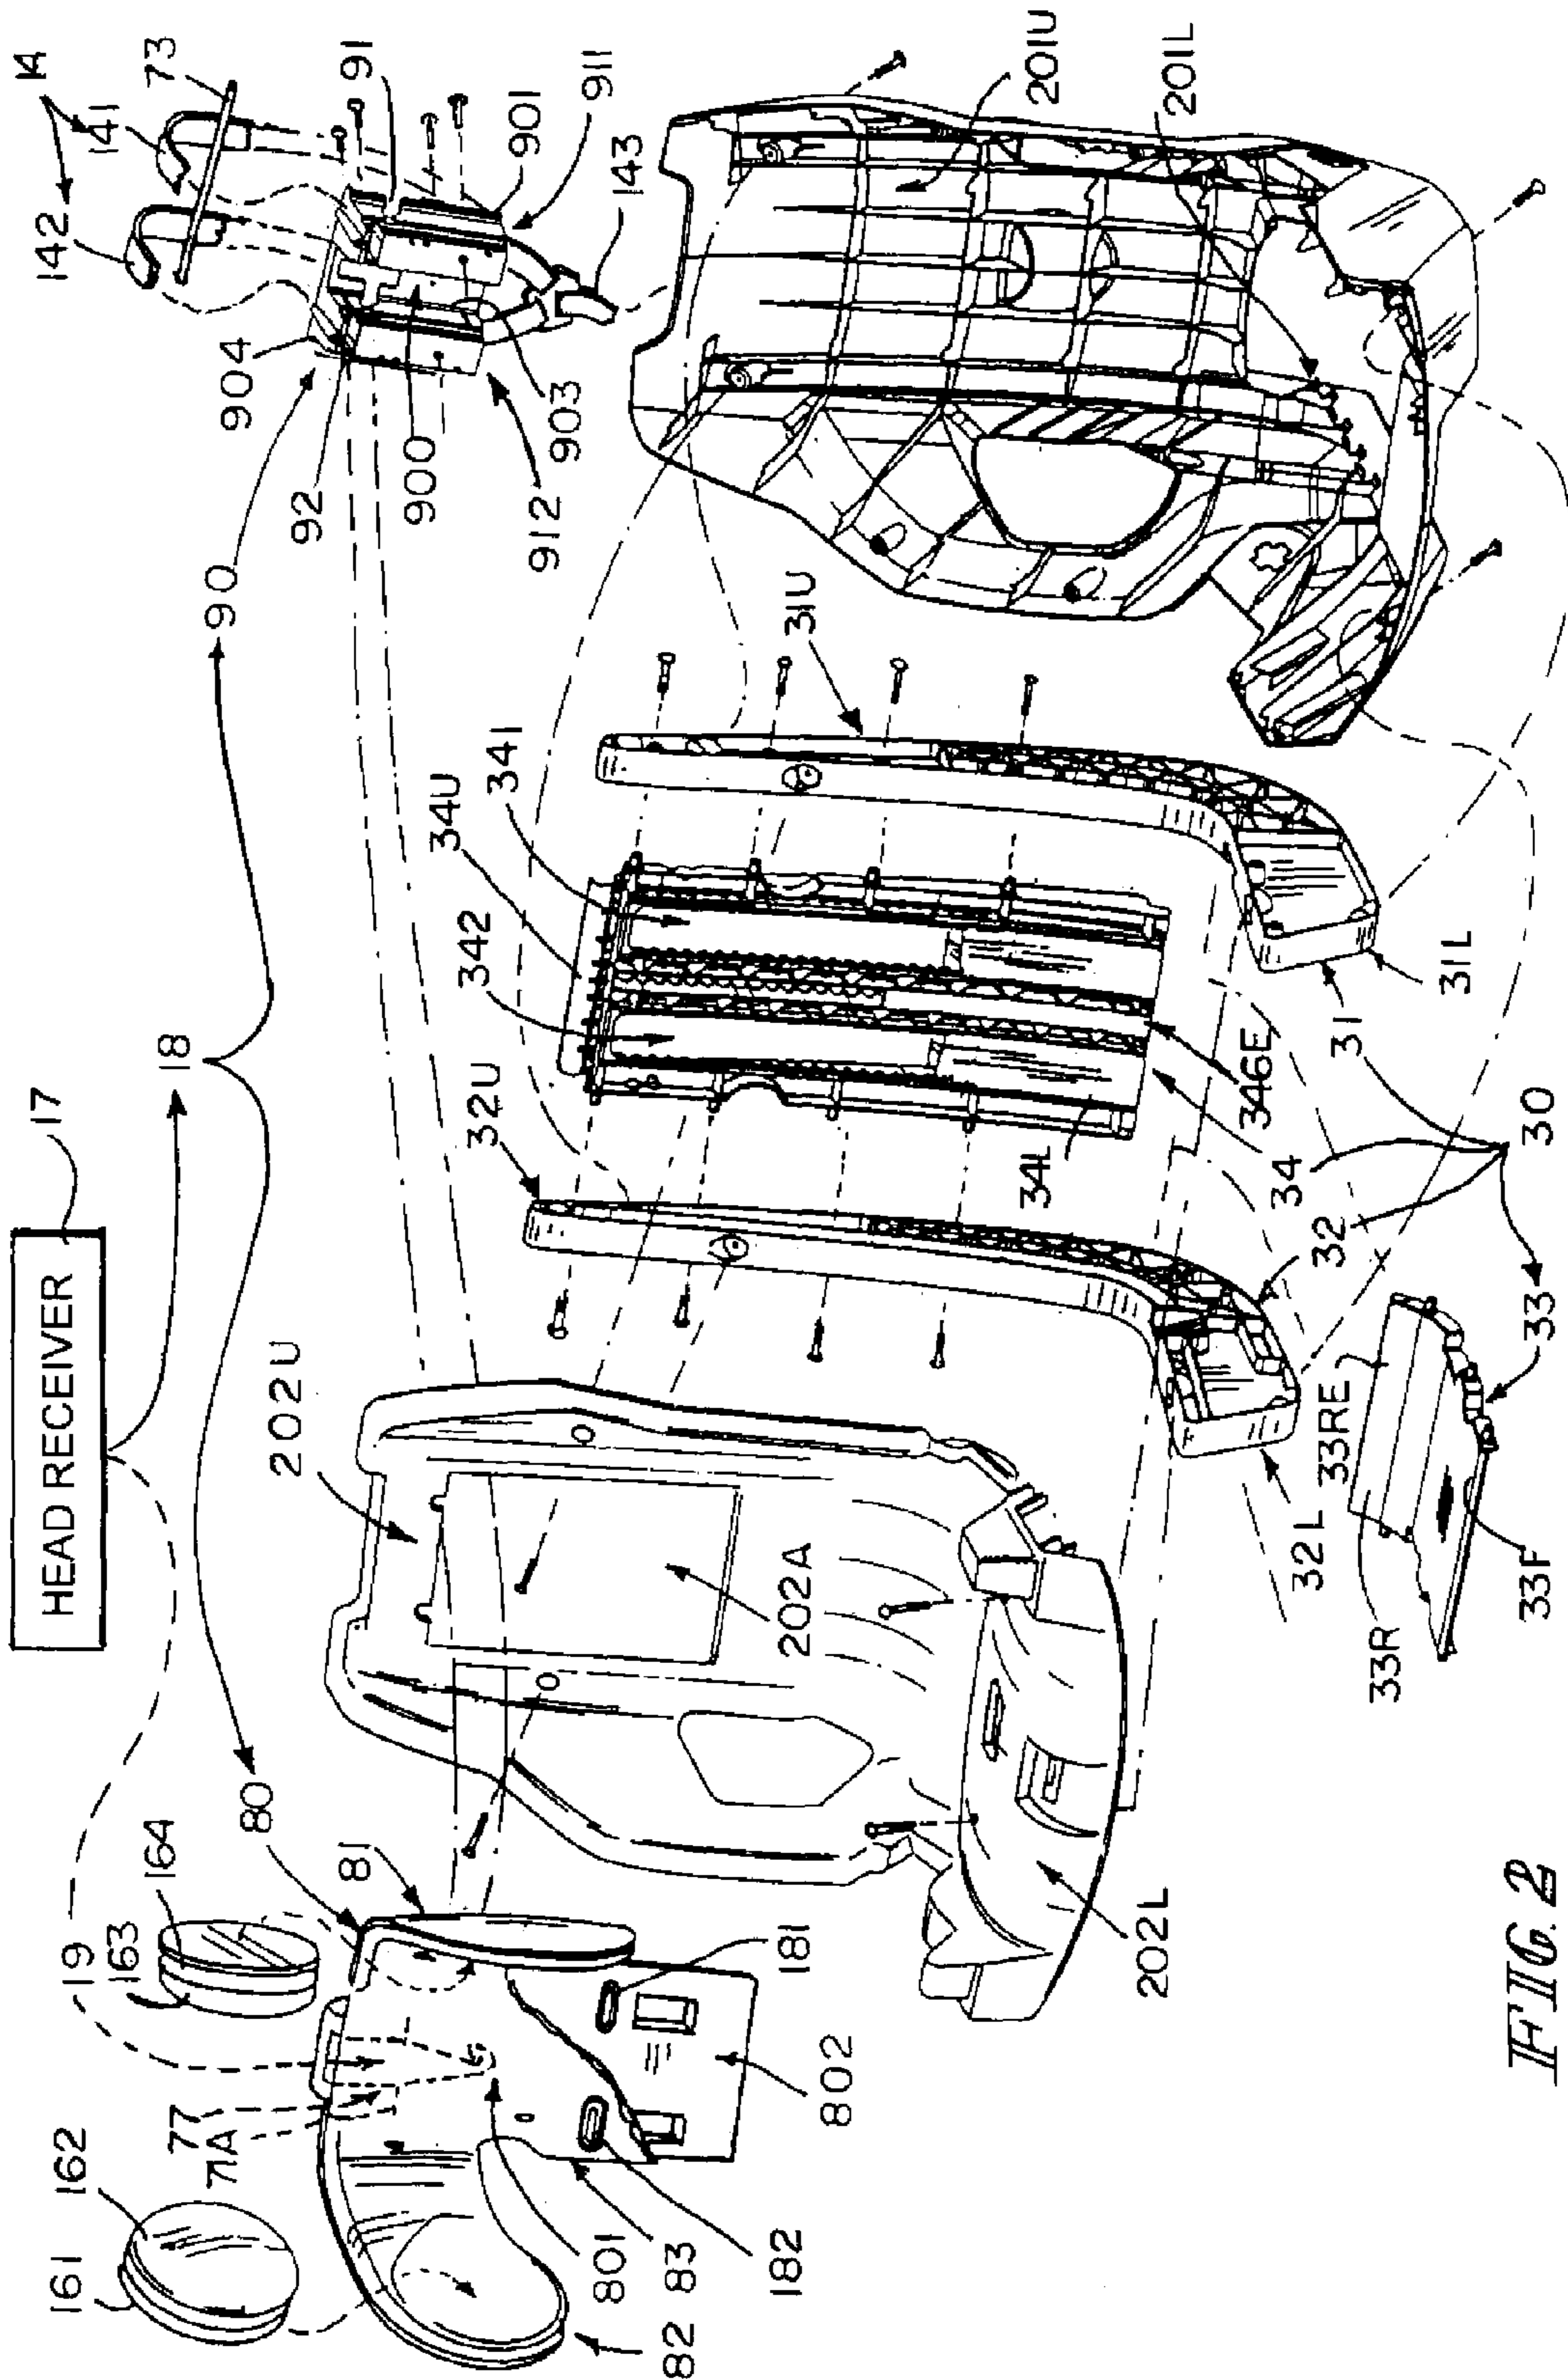 HEAD RECEIVER
17
18
14
142
141
73
90
904
92
91
901
911
900
903
912
143
19
164
163
80
81
77
71A
162
161
801
83
182
82
802
181
202U
202A
202L
32U
342
34U
341
31U
201U
201L
34L
346E
34
31
31L
32
32L
30
33
33RE
33R
33F
FIG. 2